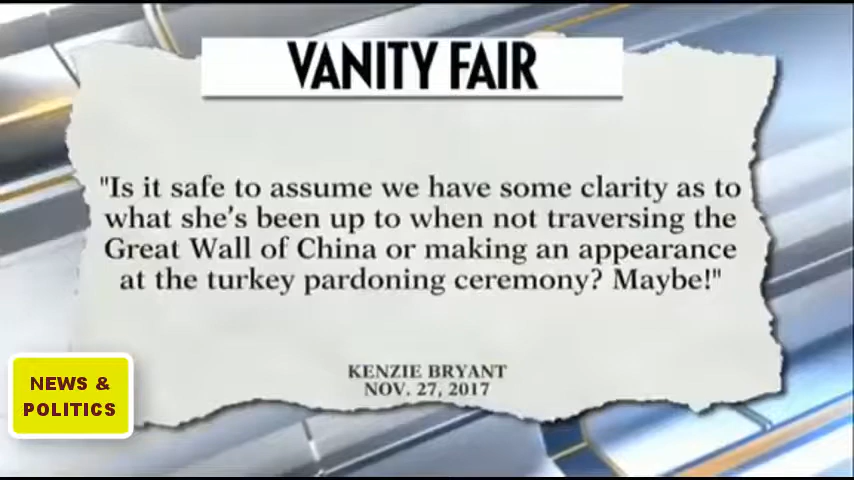 VANITY FAIR
"Is it safe to assume we have some clarity as to
what she's been up to when not traversing the
Great Wall of China or making an appearance
at the turkey pardoning ceremony? Maybe!"
KENZIE BRYANT
NOV. 27, 2017
NEWS &
POLITICS